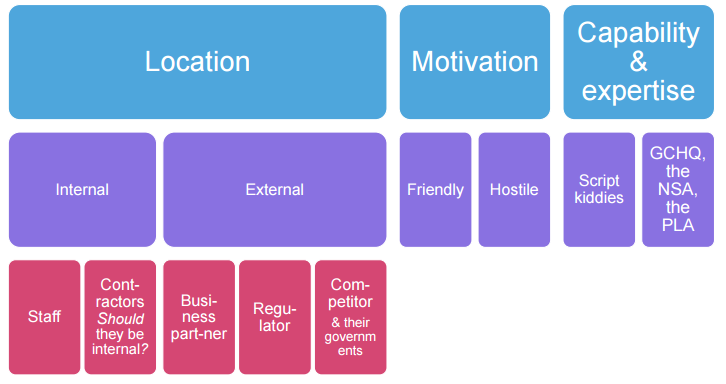 Location
Motivation
Capability
&
expertise
Internal
External
Friendly
Hostile
Script
kiddies
GCHQ,
the
NSA,
the
PLA
Staff
Cont-
ractors
Should
they be
internal?
Busi-
ness
part-ner
Regu-
lator
Com-
petitor
& their
governm
ents